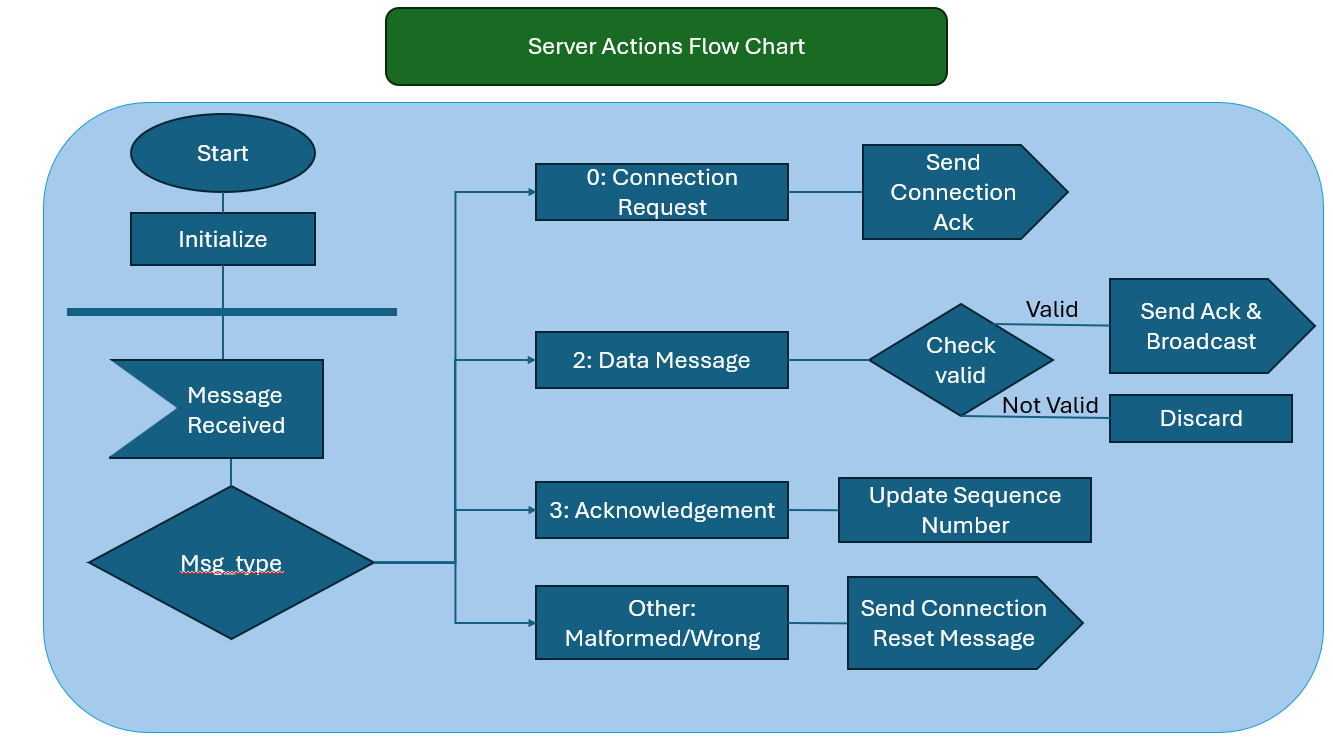 Server Actions Flow Chart
Start
Initialize
Message
Received
Msg_type
0: Connection
Request
Send
Connection
Ack
2: Data Message
Check
valid
Valid
Send Ack &
Broadcast
Not Valid
Discard
3: Acknowledgement
Update Sequence
Number
Other:
Malformed/Wrong
Send Connection
Reset Message